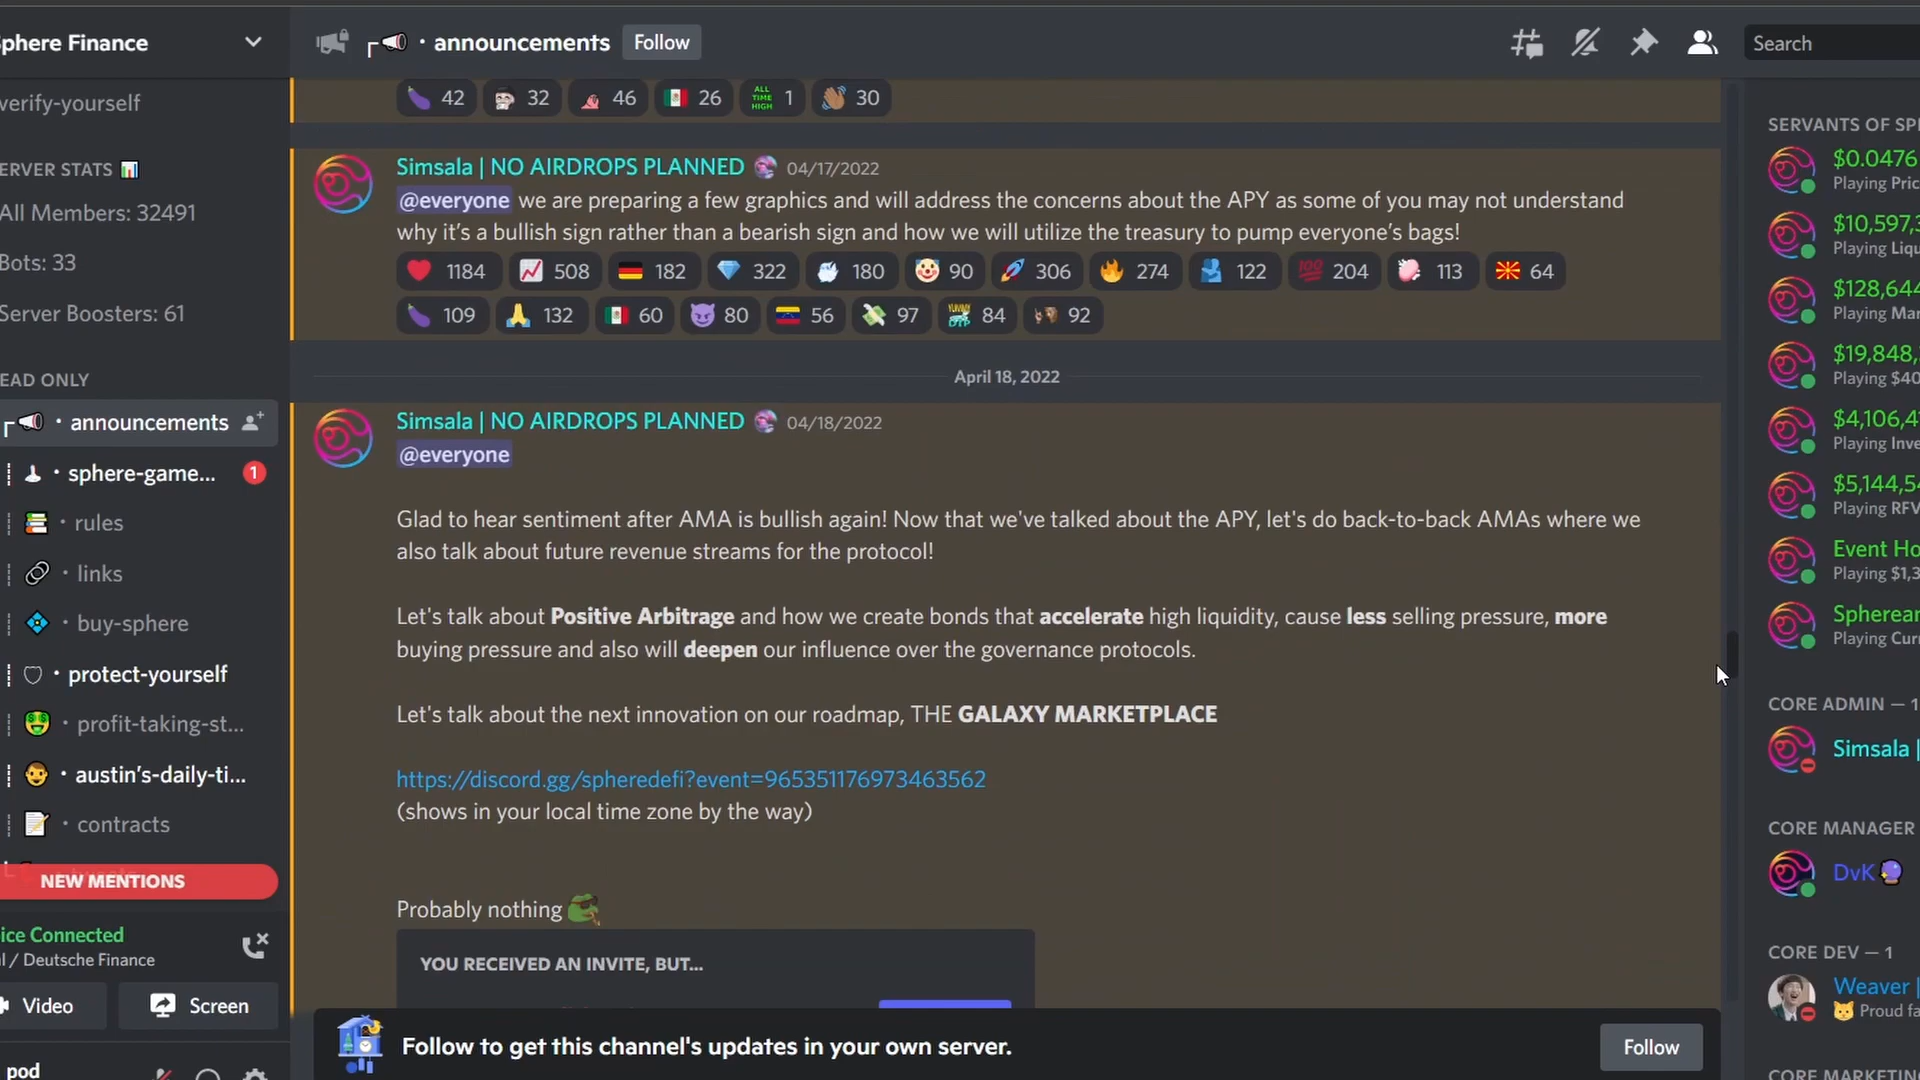 Sphere Finance
· announcements
Follow
Search
verify-yourself
SERVER STATS
All Members: 32491
Bots: 33
Server Boosters: 61
READ ONLY
· announcements
· sphere-game...
1
· rules
· links
· buy-sphere
· protect-yourself
· profit-taking-st...
· austin's-daily-ti...
· contracts
NEW MENTIONS
Voice Connected
/ Deutsche Finance
Video
Screen
pod
42
32
46
26
ALL TIME HIGH
1
30
Simsala | NO AIRDROPS PLANNED
04/17/2022
@everyone we are preparing a few graphics and will address the concerns about the APY as some of you may not understand
why it's a bullish sign rather than a bearish sign and how we will utilize the treasury to pump everyone's bags!
1184
508
182
322
180
90
306
274
122
100
204
113
64
109
132
60
80
56
97
84
92
April 18, 2022
Simsala | NO AIRDROPS PLANNED
04/18/2022
@everyone
Glad to hear sentiment after AMA is bullish again! Now that we've talked about the APY, let's do back-to-back AMAs where we
also talk about future revenue streams for the protocol!
Let's talk about Positive Arbitrage and how we create bonds that accelerate high liquidity, cause less selling pressure, more
buying pressure and also will deepen our influence over the governance protocols.
Let's talk about the next innovation on our roadmap, THE GALAXY MARKETPLACE
https://discord.gg/spheredefi?event=965351176973463562
(shows in your local time zone by the way)
Probably nothing
YOU RECEIVED AN INVITE, BUT...
Follow to get this channel's updates in your own server.
Follow
SERVANTS OF SP
$0.0476
Playing Pric
$10,597,3
Playing Liqu
$128,644
Playing Mar
$19,848,
Playing $40
$4,106,4
Playing Inve
$5,144,54
Playing RFV
Event Ho
Playing $1,3
Spherean
Playing Curr
CORE ADMIN — 1
Simsala |
CORE MANAGER
DvK
CORE DEV — 1
Weaver |
Proud fa
CORE MARKETIN